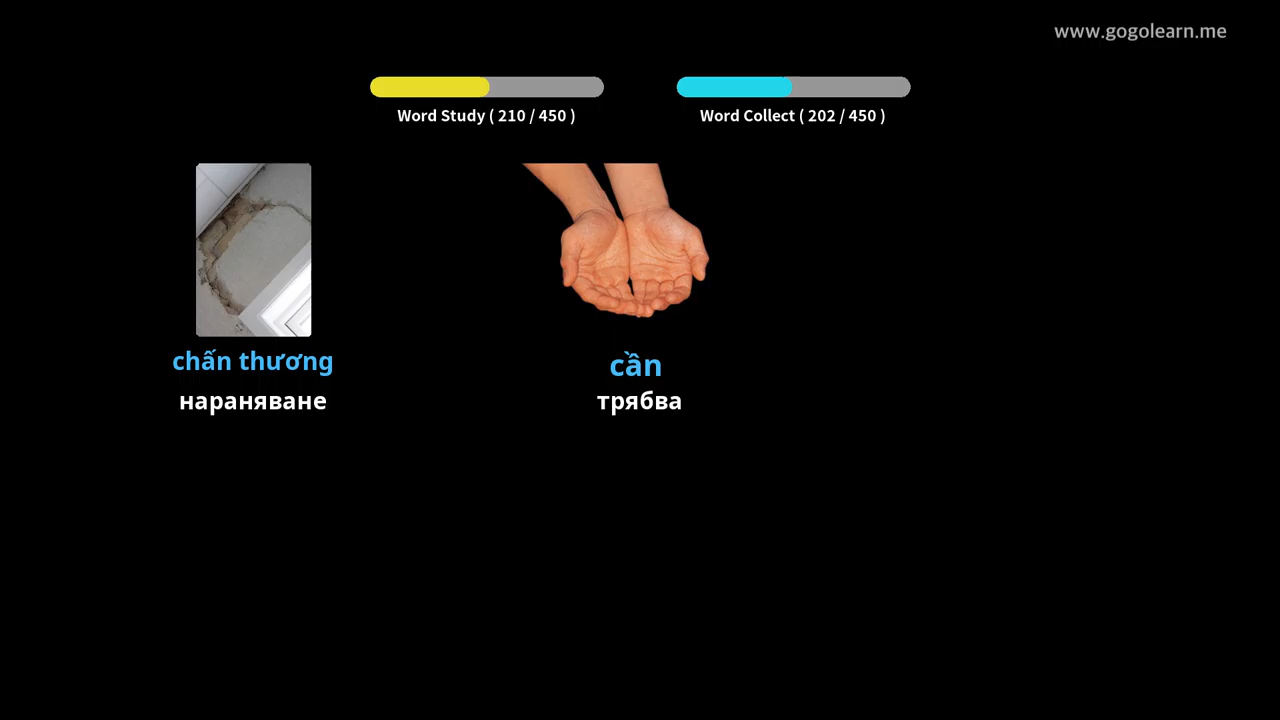 www.gogolearn.me
Word Study ( 210 / 450 )
Word Collect ( 202 / 450 )
chấn thương
нараняване
cần
трябва